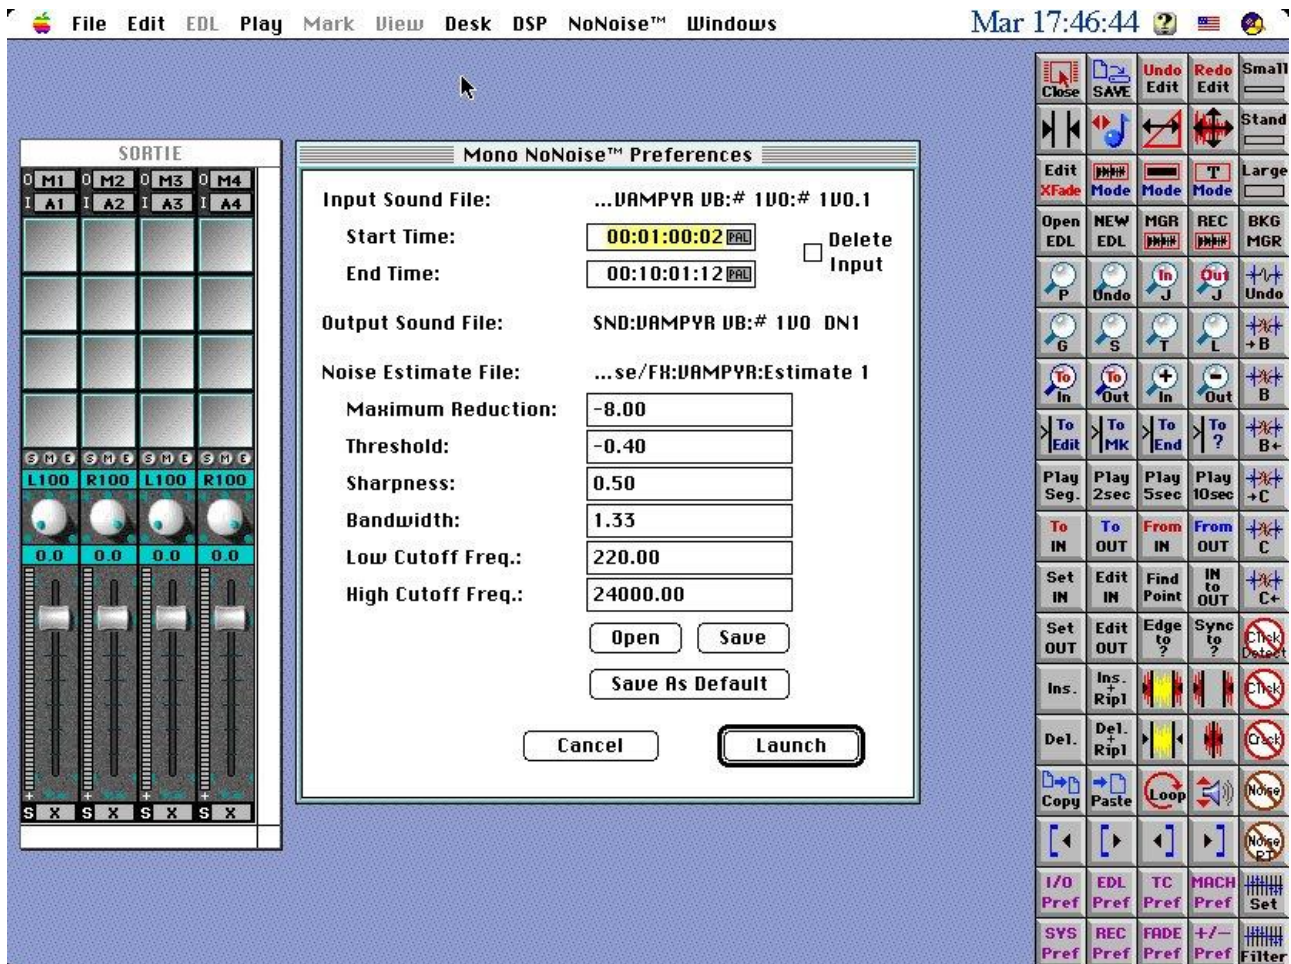 File Edit EDL Play Mark View Desk DSP NoNoise™ Windows Mar 17:46:44
SORTIE
O M1 O M2 O M3 O M4
I A1 I A2 I A3 I A4
S M E S M E S M E S M E
L100 R100 L100 R100
0.0 0.0 0.0 0.0
S X S X S X S X
Mono NoNoise™ Preferences
Input Sound File: ...VAMPYR VB:# 1V0:# 1V0.1
Start Time: 00:01:00:02 PAL
Delete
Input
End Time: 00:10:01:12 PAL
Output Sound File: SND:VAMPYR VB:# 1V0 DN1
Noise Estimate File: ...se/FX:VAMPYR:Estimate 1
Maximum Reduction: -8.00
Threshold: -0.40
Sharpness: 0.50
Bandwidth: 1.33
Low Cutoff Freq.: 220.00
High Cutoff Freq.: 24000.00
Open Save
Save As Default
Cancel Launch
Close SAVE Undo Edit Redo Edit Small
Stand
Edit XFade Mode Mode T Mode Large
Open EDL NEW EDL MGR REC BKG MGR
P Undo In J Out J Undo
G S T L → B
To In To Out + In - Out B
To Edit To MK To End To ? B←
Play Seg. Play 2sec Play 5sec Play 10sec →C
To IN To OUT From IN From OUT C
Set IN Edit IN Find Point IN to OUT C←
Set OUT Edit OUT Edge to ? Sync to ? Click Detect
Ins. Ins. + Ripl Click
Del. Del. + Ripl Crack
Copy Paste Loop Noise
Noise PT
I/O Pref EDL Pref TC Pref MACH Pref Set
SYS Pref REC Pref FADE Pref +/- Pref Filter